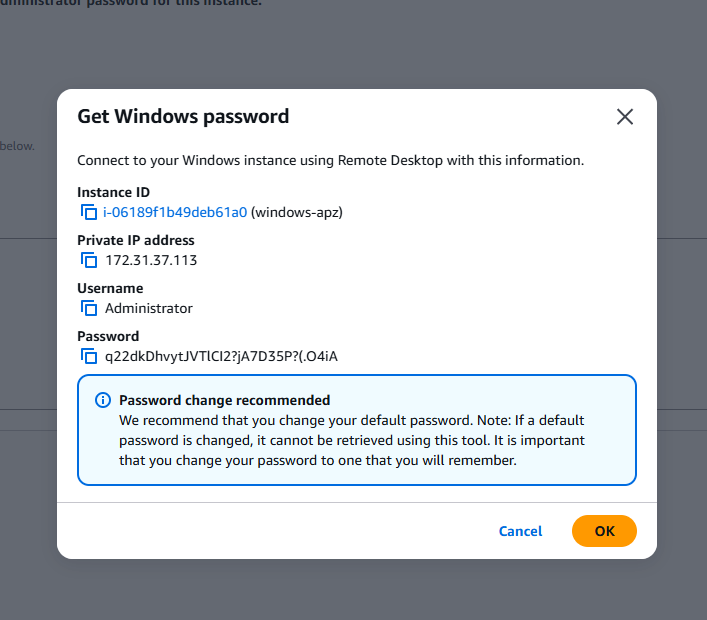 dministrator password for this instance.
below.
Get Windows password
Connect to your Windows instance using Remote Desktop with this information.
Instance ID
i-06189f1b49deb61a0 (windows-apz)
Private IP address
172.31.37.113
Username
Administrator
Password
q22dkDhvytJVTlCI2?jA7D35P?(.O4iA
Password change recommended
We recommend that you change your default password. Note: If a default
password is changed, it cannot be retrieved using this tool. It is important
that you change your password to one that you will remember.
Cancel
OK